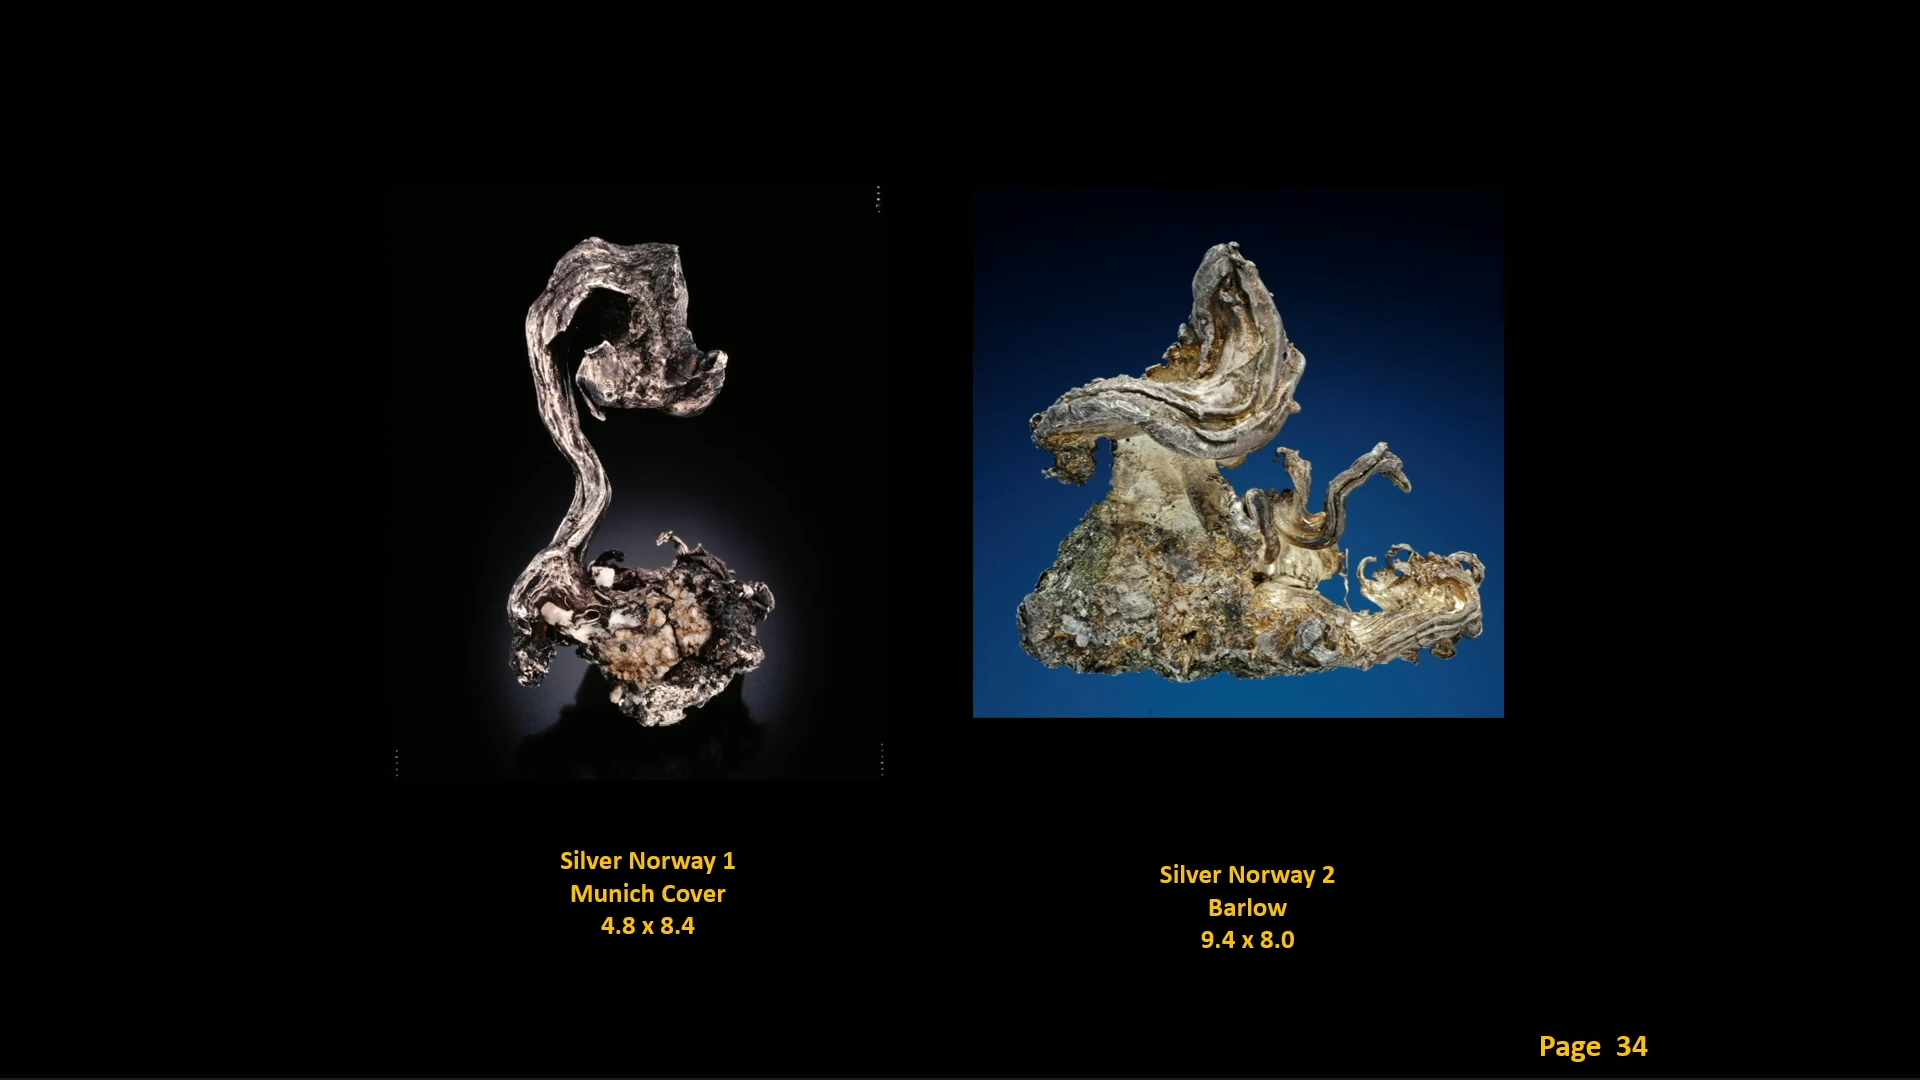 Silver Norway 1
Munich Cover
4.8 x 8.4
Silver Norway 2
Barlow
9.4 x 8.0
Page 34